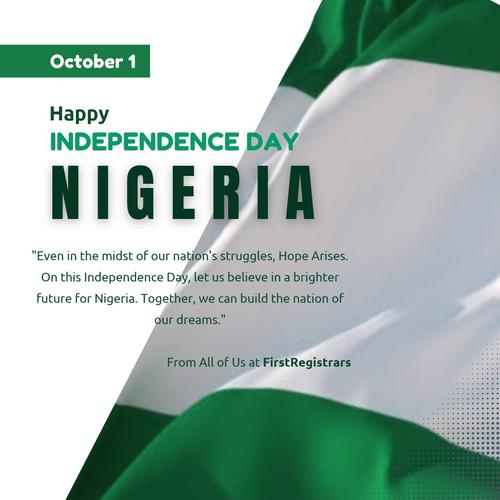 October 1
Happy
INDEPENDENCE DAY
NIGERIA
"Even in the midst of our nation's struggles, Hope Arises.
On this Independence Day, let us believe in a brighter
future for Nigeria. Together, we can build the nation of
our dreams."
From All of Us at FirstRegistrars